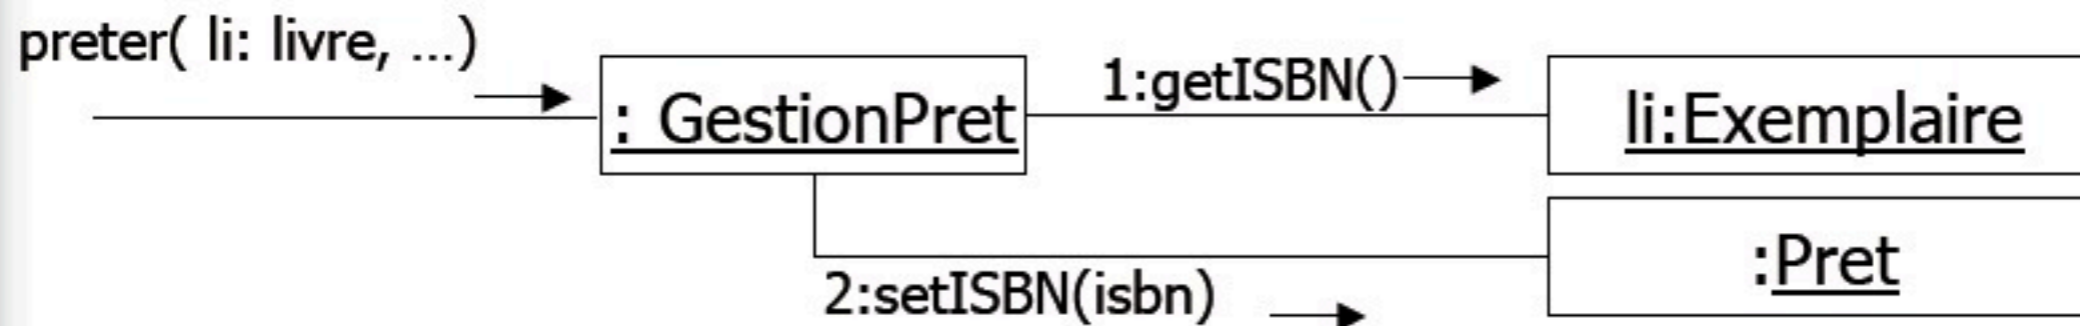 preter( li: livre, ...)
: GestionPret
1:getISBN()
li:Exemplaire
:Pret
2:setISBN(isbn)